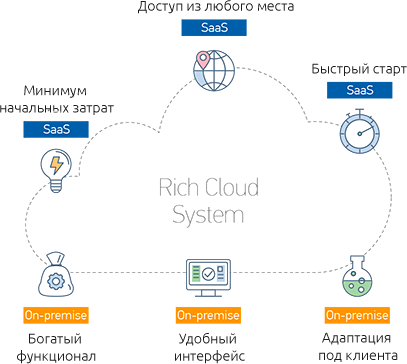 Доступ из любого места
SaaS
Быстрый старт
SaaS
Минимум
начальных затрат
SaaS
Rich Cloud
System
On-premise
Богатый
функционал
On-premise
Удобный
интерфейс
On-premise
Адаптация
под клиента